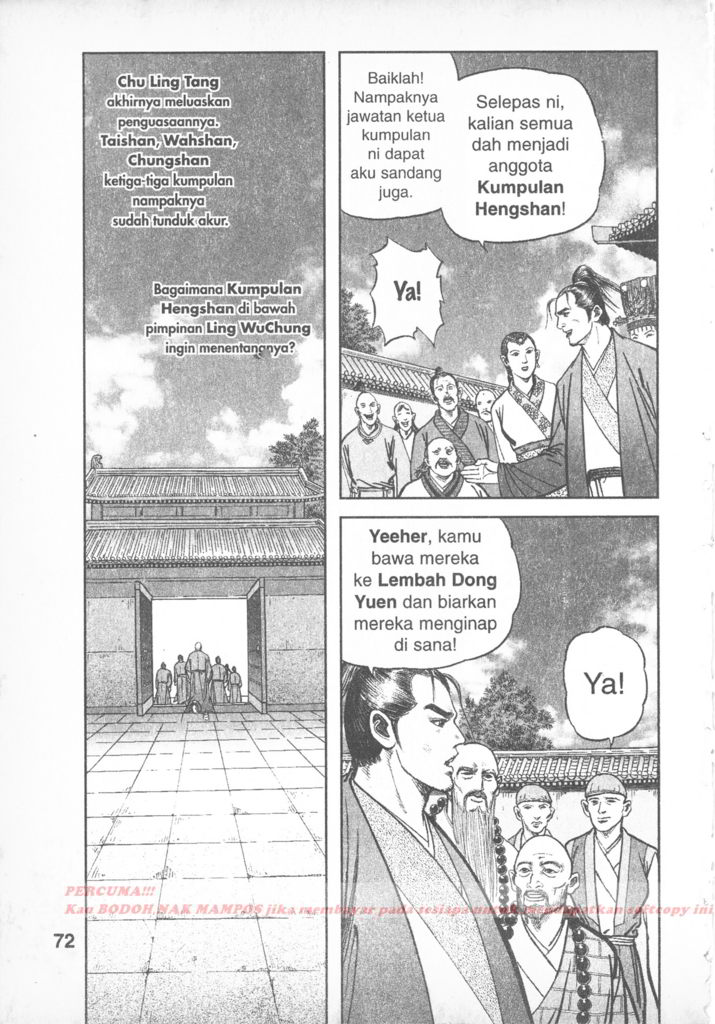 Baiklah!
Nampaknya
jawatan ketua
kumpulan
ni dapat
aku sandang
juga.
Selepas ni,
kalian semua
dah menjadi
anggota
Kumpulan
Hengshan!
Ya!
Yeeher, kamu
bawa mereka
ke Lembah Dong
Yuen dan biarkan
mereka menginap
di sana!
Ya!
Chu Ling Tang
akhirnya meluaskan
penguasaannya.
Taishan, Wahshan,
Chungshan
ketiga-tiga kumpulan
nampaknya
sudah tunduk akur.
Bagaimana Kumpulan
Hengshan di bawah
pimpinan Ling WuChung
ingin menentangnya?
PERCUMA!!!
Kau BODOH NAK MAMPOS jika membayar pada sesiapa untuk mendapatkan softcopy ini
72